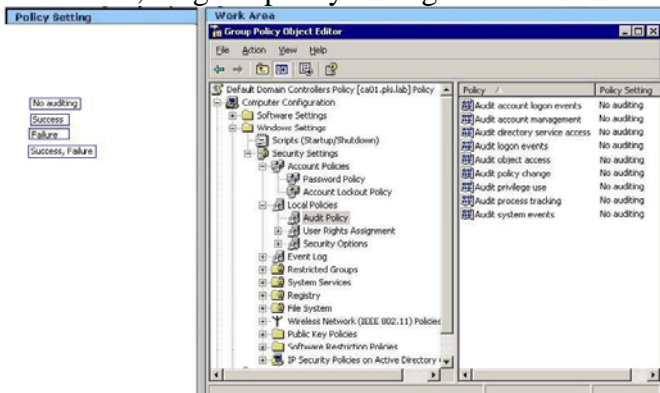 Policy Setting
Work Area
No auditing
Success
Failure
Success, Failure
Group Policy Object Editor
File Action View Help
Default Domain Controllers Policy [ca01.pki.lab] Policy
Computer Configuration
Software Settings
Windows Settings
Scripts (Startup/Shutdown)
Security Settings
Account Policies
Password Policy
Account Lockout Policy
Local Policies
Audit Policy
User Rights Assignment
Security Options
Event Log
Restricted Groups
System Services
Registry
File System
Wireless Network (IEEE 802.11) Policies
Public Key Policies
Software Restriction Policies
IP Security Policies on Active Directory
Policy Policy Setting
Audit account logon events No auditing
Audit account management No auditing
Audit directory service access No auditing
Audit logon events No auditing
Audit object access No auditing
Audit policy change No auditing
Audit privilege use No auditing
Audit process tracking No auditing
Audit system events No auditing